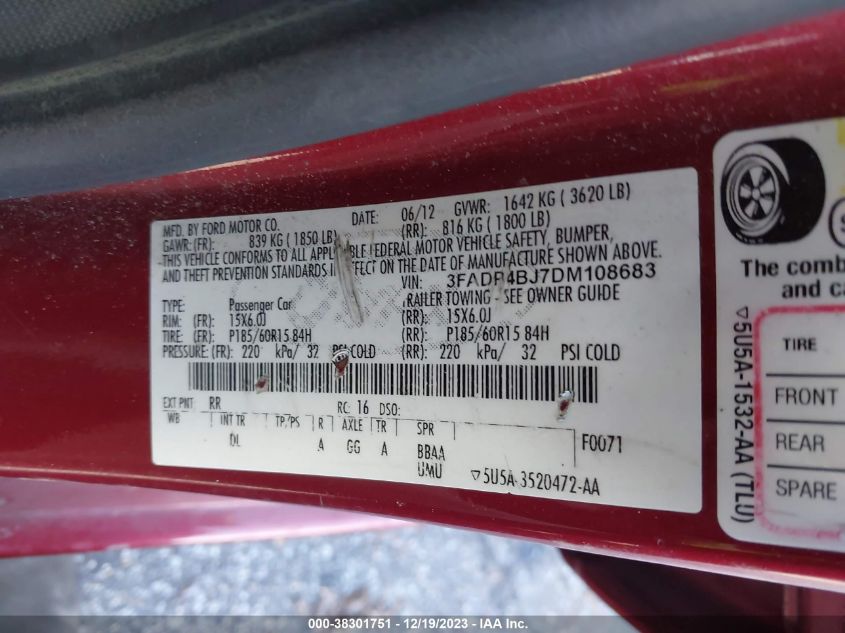 MFD. BY FORD MOTOR CO.
DATE: 06/12 GVWR: 1642 KG ( 3620 LB)
GAWR: (FR) 839 KG ( 1850 LB) (RR): 816 KG ( 1800 LB)
THIS VEHICLE CONFORMS TO ALL APPLICABLE FEDERAL MOTOR VEHICLE SAFETY, BUMPER,
AND THEFT PREVENTION STANDARDS IN EFFECT ON THE DATE OF MANUFACTURE SHOWN ABOVE.
VIN: 3FADP4BJ7DM108683
TYPE: Passenger Car TRAILER TOWING - SEE OWNER GUIDE
RIM: (FR): 15X6.0J (RR): 15X6.0J
TIRE: (FR): P185/60R15 84H (RR): P185/60R15 84H
PRESSURE: (FR): 220 kPa/ 32 PSI COLD (RR): 220 kPa/ 32 PSI COLD
EXT PNT RR RC: 16 DSO:
WB INT TR TP/PS R AXLE TR SPR
DL A GG A BBAA F0071
UMU ▽5U5A-3520472-AA
The comb
and ca
TIRE
FRONT
REAR
SPARE
▽5U5A-1532-AA (TLU)
000-38301751 - 12/19/2023 - IAA Inc.